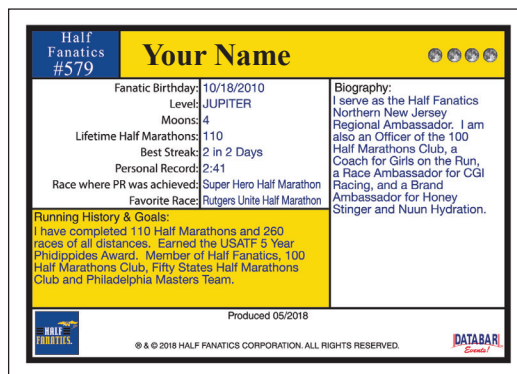 Half
Fanatics
#579
Your Name
Fanatic Birthday: 10/18/2010
Level: JUPITER
Moons: 4
Lifetime Half Marathons: 110
Best Streak: 2 in 2 Days
Personal Record: 2:41
Race where PR was achieved: Super Hero Half Marathon
Favorite Race: Rutgers Unite Half Marathon
Biography:
I serve as the Half Fanatics
Northern New Jersey
Regional Ambassador. I am
also an Officer of the 100
Half Marathons Club, a
Coach for Girls on the Run,
a Race Ambassador for CGI
Racing, and a Brand
Ambassador for Honey
Stinger and Nuun Hydration.
Running History & Goals:
I have completed 110 Half Marathons and 260
races of all distances. Earned the USATF 5 Year
Phidippides Award. Member of Half Fanatics, 100
Half Marathons Club, Fifty States Half Marathons
Club and Philadelphia Masters Team.
Produced 05/2018
HALF
FANATICS.
® & © 2018 HALF FANATICS CORPORATION. ALL RIGHTS RESERVED.
DATABAR
Events!